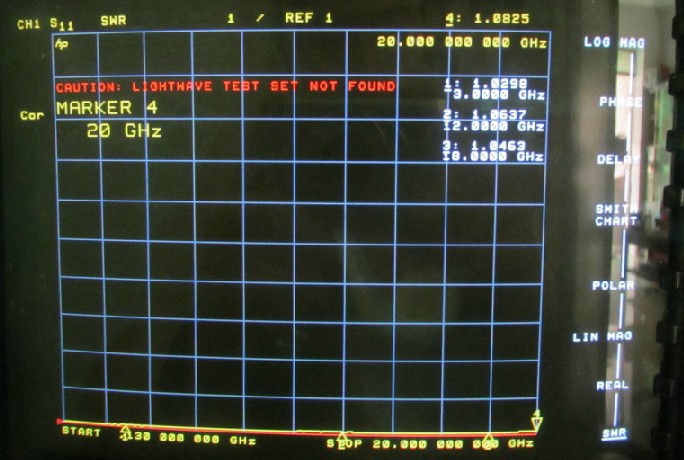 CH1 S11 SWR 1 / REF 1 4: 1.0825
hp 20.000 000 000 GHz
CAUTION: LIGHTWAVE TEST SET NOT FOUND
MARKER 4
20 GHz
Cor
1: 1.0298
3.0000 GHz
2: 1.0637
12.0000 GHz
3: 1.0463
18.0000 GHz
4
START .130 000 000 GHz STOP 20.000 000 000 GHz
LOG MAG
PHASE
DELAY
SMITH
CHART
POLAR
LIN MAG
REAL
SWR